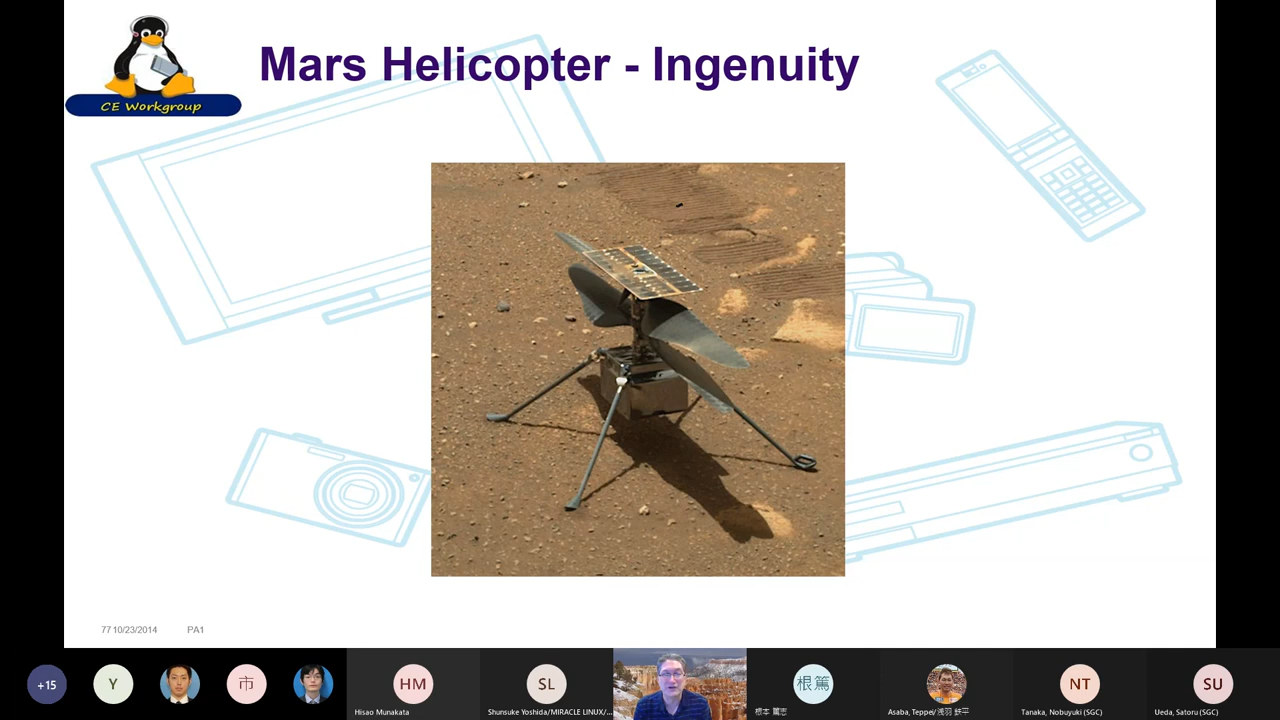 Mars Helicopter - Ingenuity
CE Workgroup
77 10/23/2014 PA1
+15
Y
市
HM
SL
根篤
NT
SU
Hisao Munakata
Shunsuke Yoshida/MIRACLE LINUX/...
根本 篤志
Asaba, Teppei/浅羽 鉄平
Tanaka, Nobuyuki (SGC)
Ueda, Satoru (SGC)